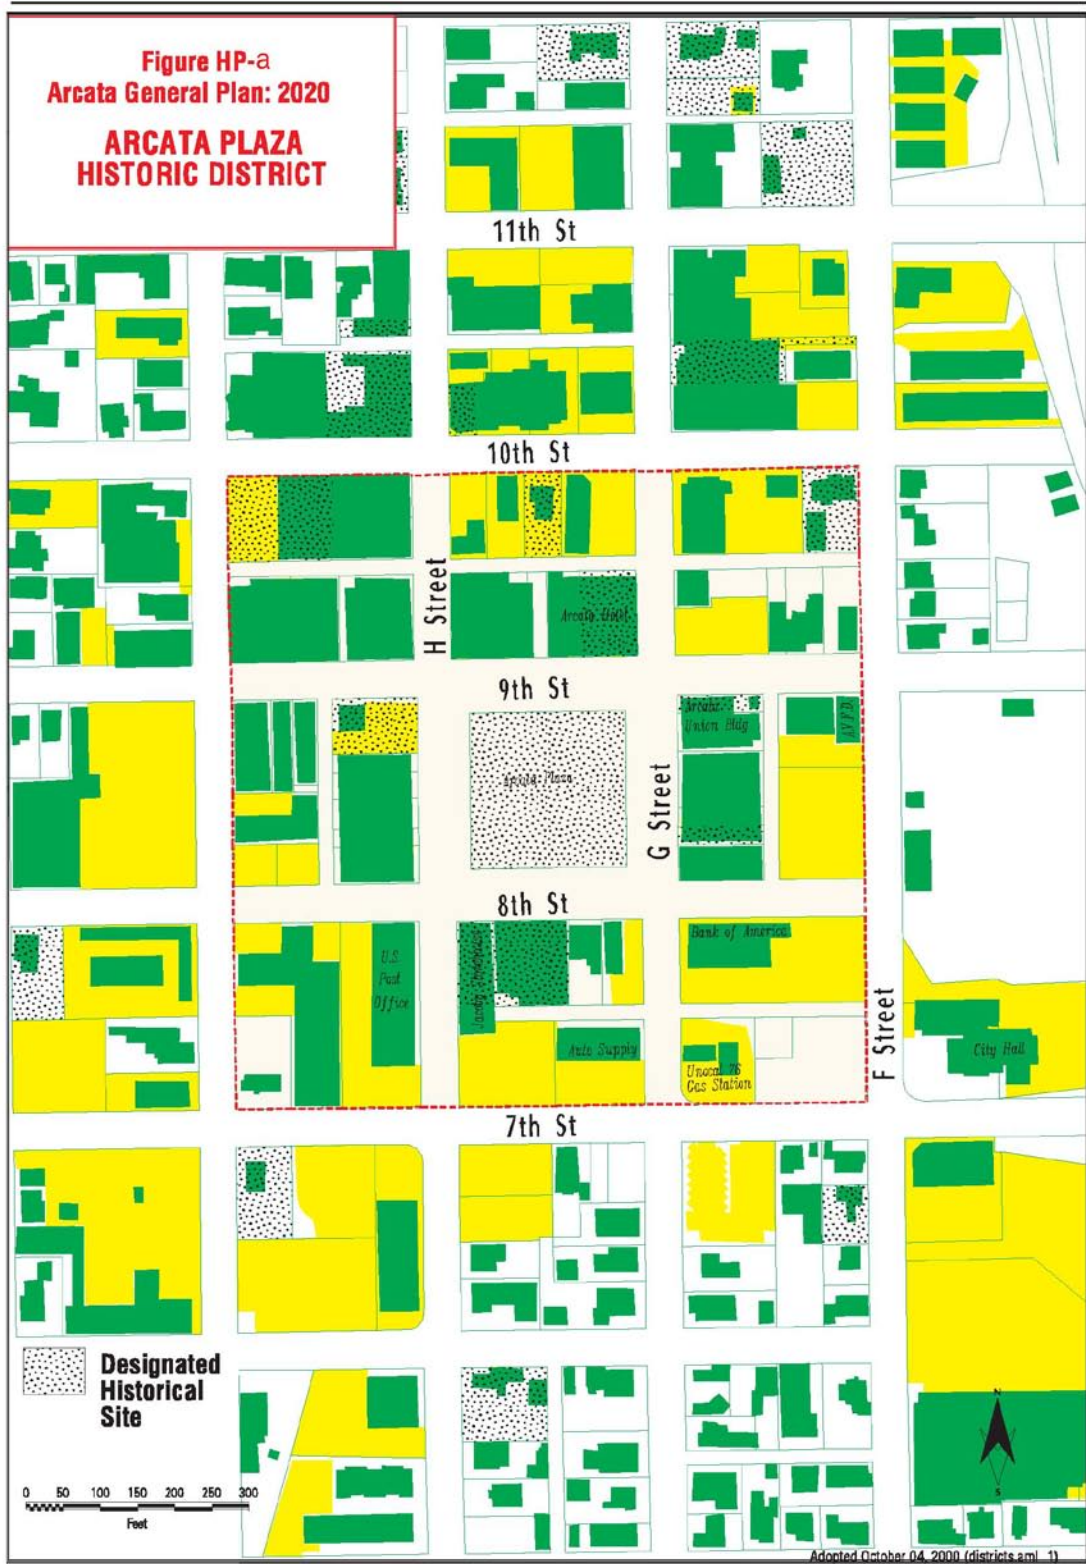 Figure HP-a
Arcata General Plan: 2020
ARCATA PLAZA
HISTORIC DISTRICT
11th St
10th St
H Street
Arcata Hotel
9th St
Arcata
Union Bldg
A.V.F.D.
Plaza
G Street
8th St
U.S.
Post
Office
Jacoby Storehouse
Bank of America
F Street
City Hall
Auto Supply
Unocal 76
Gas Station
7th St
Designated
Historical
Site
0 50 100 150 200 250 300
Feet
N
S
Adopted October 04, 2000 (districts.aml_1)